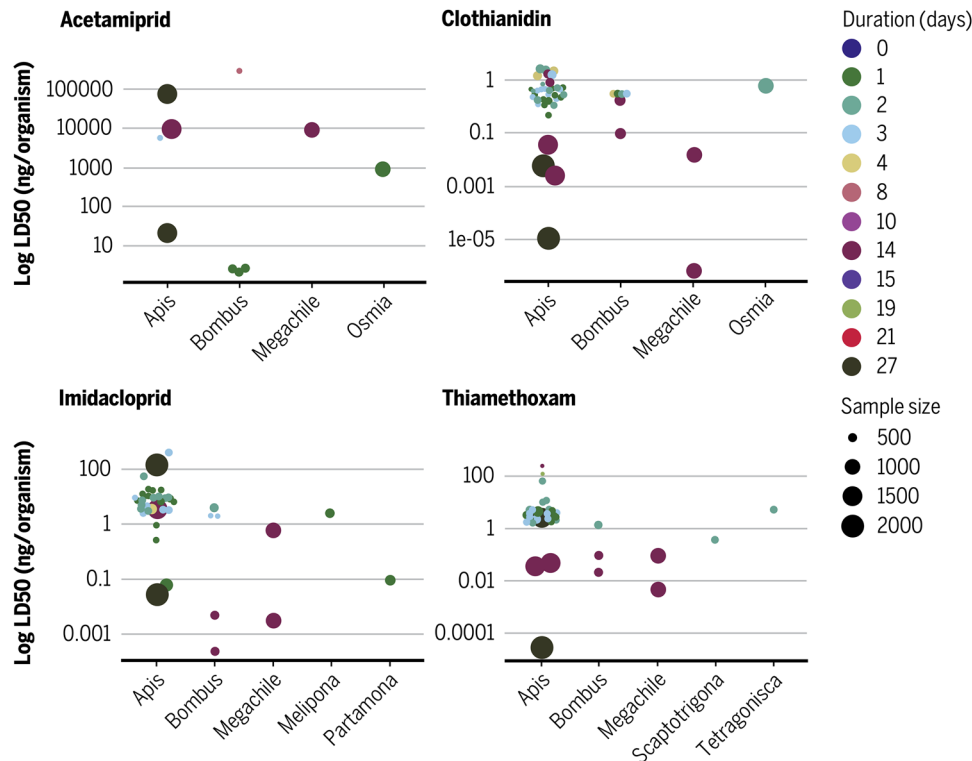 Acetamiprid
Log LD50 (ng/organism)
100000
10000
1000
100
10
Apis
Bombus
Megachile
Osmia
Clothianidin
1
0.1
0.001
1e-05
Apis
Bombus
Megachile
Osmia
Duration (days)
0
1
2
3
4
8
10
14
15
19
21
27
Sample size
500
1000
1500
2000
Imidacloprid
Log LD50 (ng/organism)
100
1
0.1
0.001
Apis
Bombus
Megachile
Melipona
Partamona
Thiamethoxam
100
1
0.01
0.0001
Apis
Bombus
Megachile
Scaptotrigona
Tetragonisca